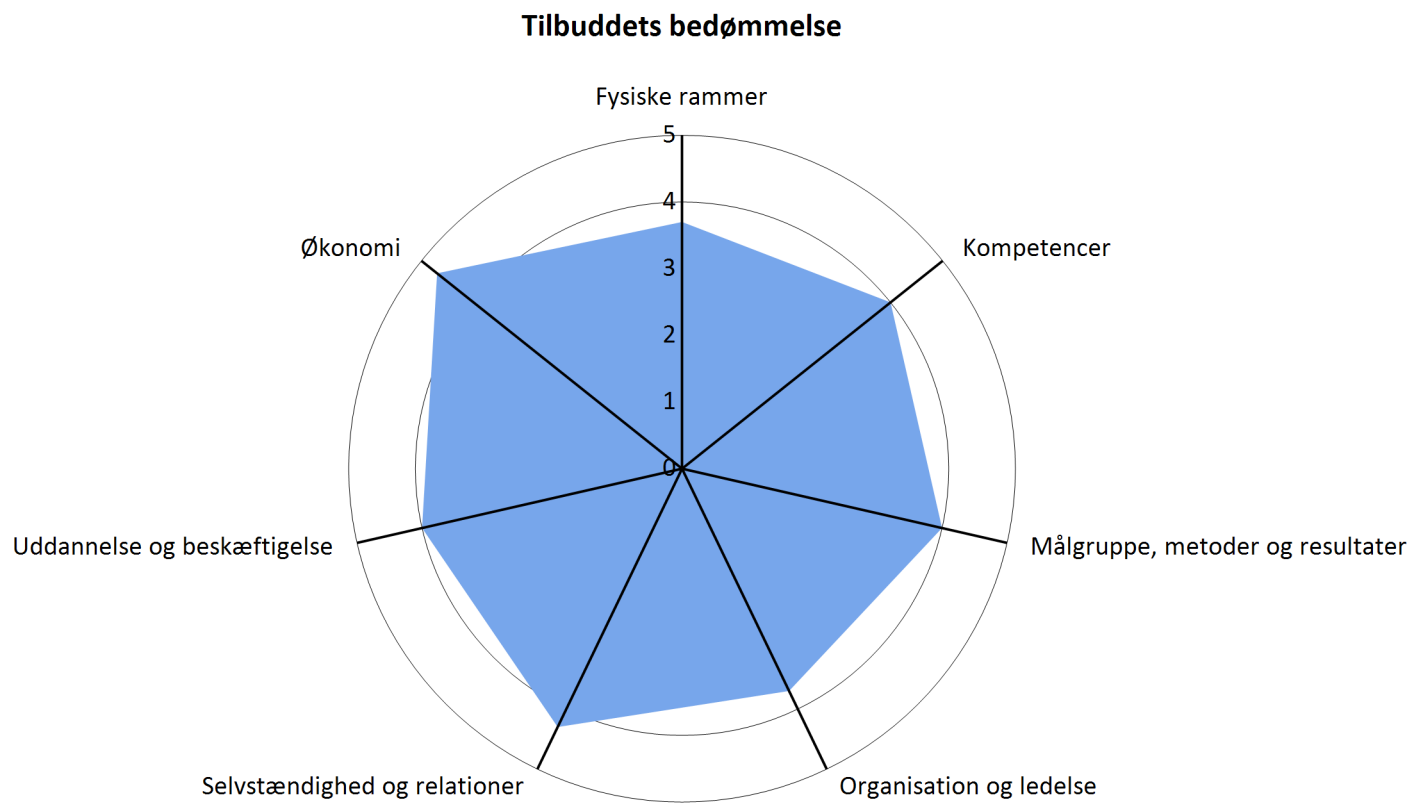 Tilbuddets bedømmelse
Fysiske rammer
5
4
3
2
1
0
Økonomi
Kompetencer
Uddannelse og beskæftigelse
Målgruppe, metoder og resultater
Selvstændighed og relationer
Organisation og ledelse